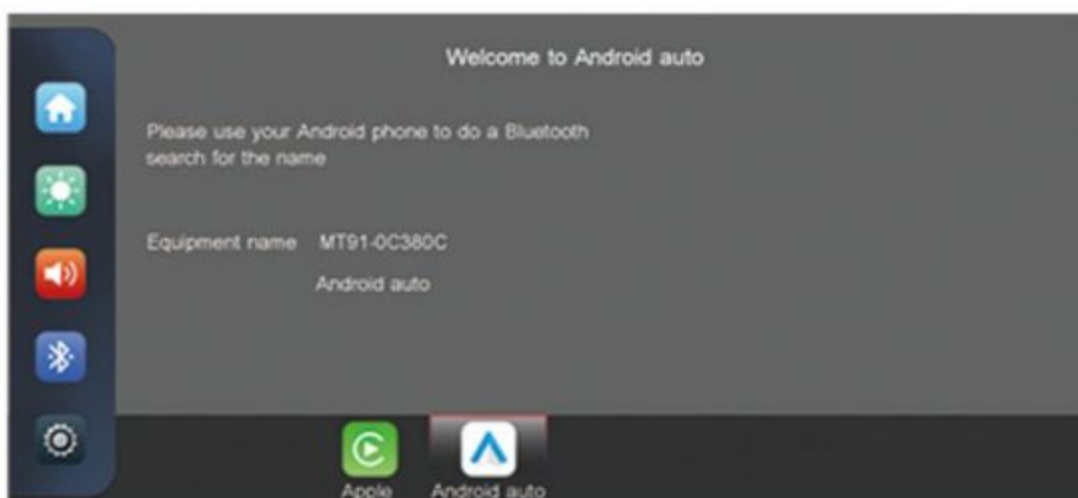 Welcome to Android auto
Please use your Android phone to do a Bluetooth
search for the name
Equipment name MT91-0C380C
Android auto
Apple
Android auto